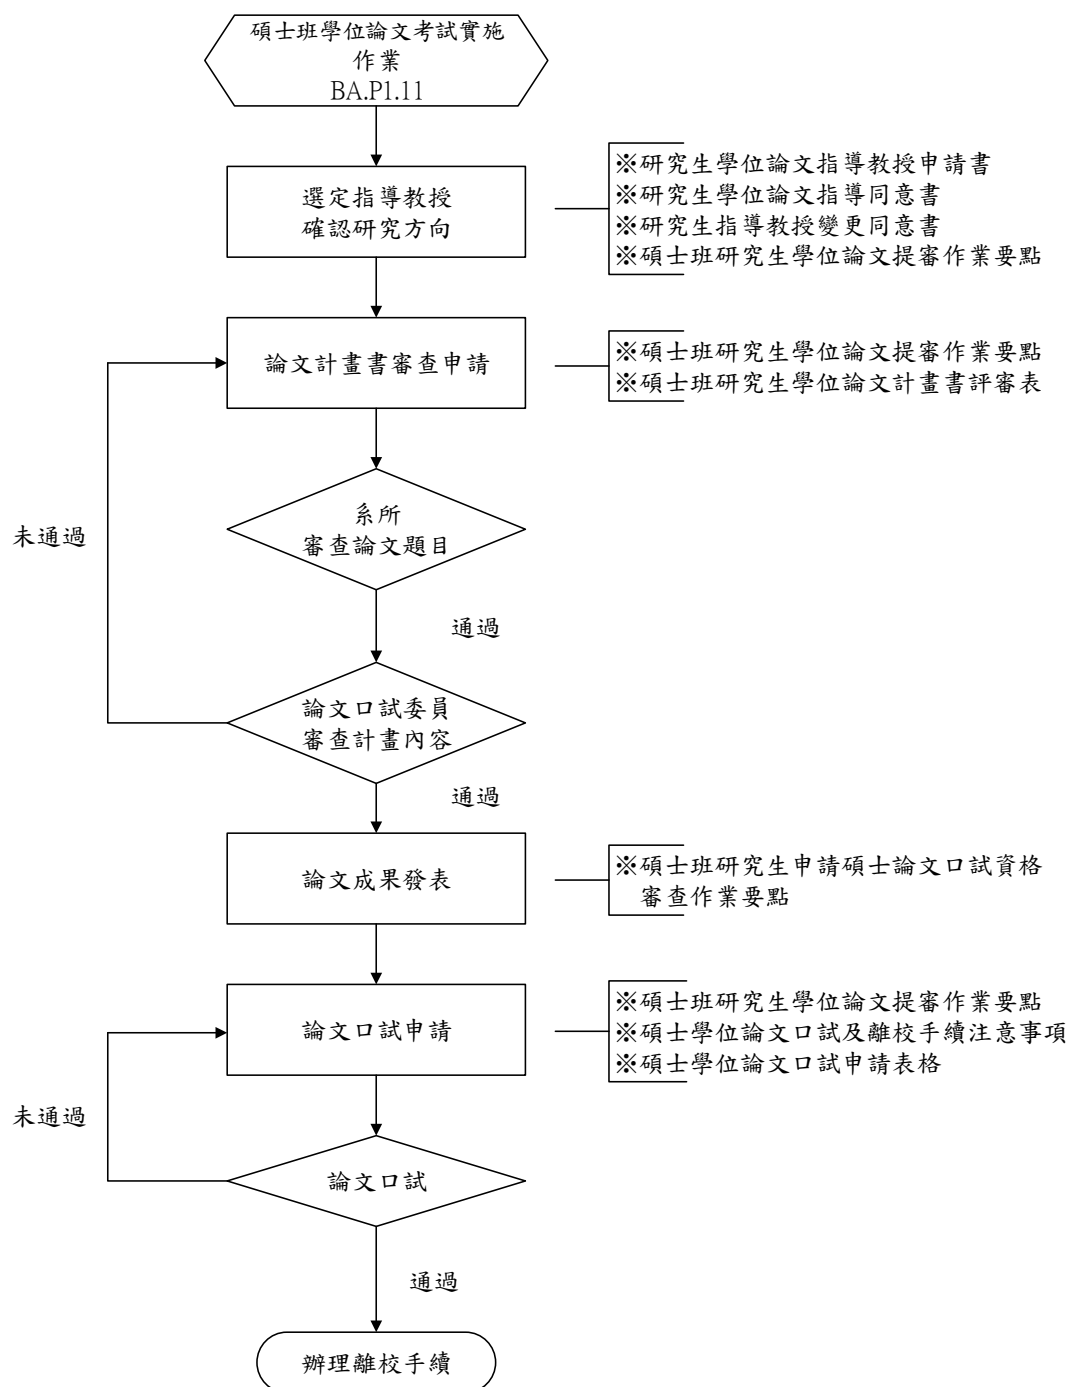 碩士班學位論文考試實施
作業
BA.P1.11
選定指導教授
確認研究方向
※研究生學位論文指導教授申請書
※研究生學位論文指導同意書
※研究生指導教授變更同意書
※碩士班研究生學位論文提審作業要點
論文計畫書審查申請
※碩士班研究生學位論文提審作業要點
※碩士班研究生學位論文計畫書評審表
系所
審查論文題目
未通過
通過
論文口試委員
審查計畫內容
通過
論文成果發表
※碩士班研究生申請碩士論文口試資格
審查作業要點
論文口試申請
※碩士班研究生學位論文提審作業要點
※碩士學位論文口試及離校手續注意事項
※碩士學位論文口試申請表格
未通過
論文口試
通過
辦理離校手續